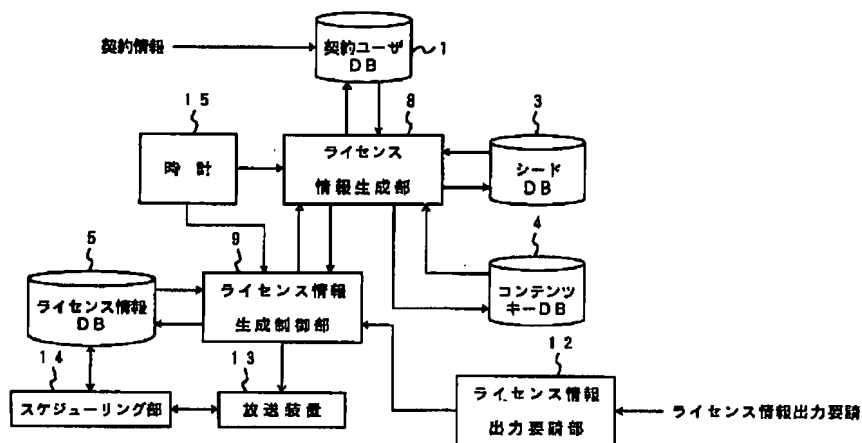 契約情報
契約ユーザ
DB
1
15
時計
8
ライセンス
情報生成部
3
シード
DB
4
コンテンツ
キーDB
5
ライセンス情報
DB
9
ライセンス情報
生成制御部
14
スケジューリング部
13
放送装置
12
ライセンス情報
出力要請部
ライセンス情報出力要請